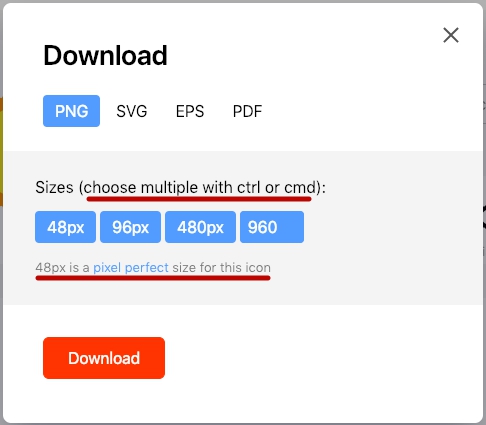 Download
PNG SVG EPS PDF
Sizes (choose multiple with ctrl or cmd):
48px 96px 480px 960
48px is a pixel perfect size for this icon
Download